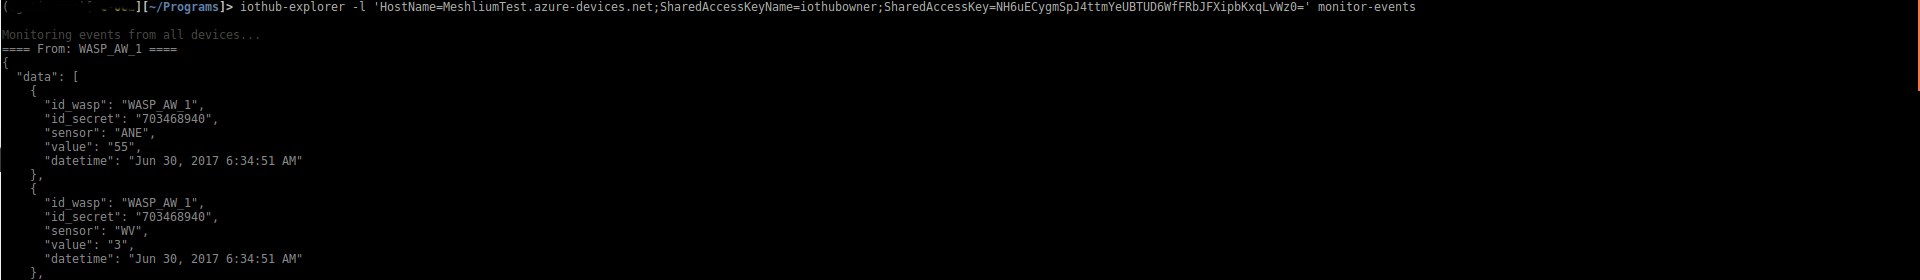 ][~/Programs]> iothub-explorer -l 'HostName=MeshliumTest.azure-devices.net;SharedAccessKeyName=iothubowner;SharedAccessKey=NH6uECygmSpJ4ttmYeUBTUD6WfFRbJFXipbKxqLvWz0=' monitor-events
Monitoring events from all devices...
==== From: WASP_AW_1 ====
{
"data": [
{
"id_wasp": "WASP_AW_1",
"id_secret": "703468940",
"sensor": "ANE",
"value": "55",
"datetime": "Jun 30, 2017 6:34:51 AM"
},
{
"id_wasp": "WASP_AW_1",
"id_secret": "703468940",
"sensor": "WV",
"value": "3",
"datetime": "Jun 30, 2017 6:34:51 AM"
},